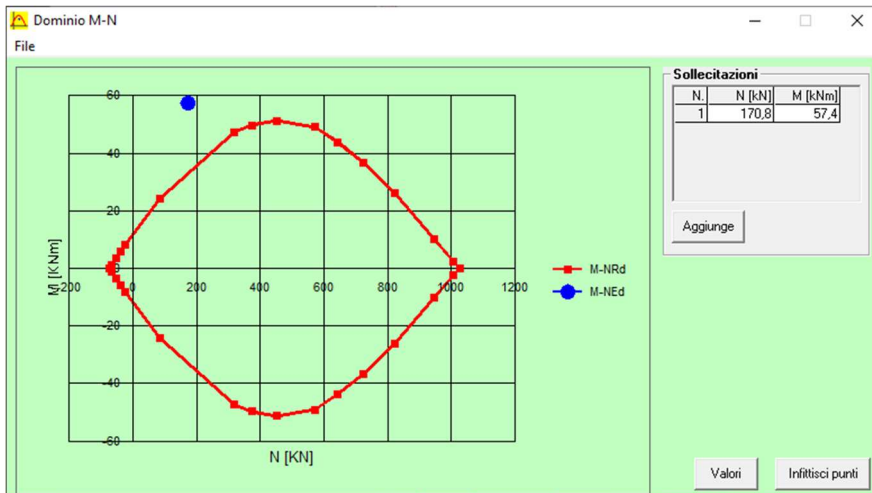 Dominio M-N
File
60
40
20
0
-20
-40
-60
-200
0
200
400
600
800
1000
1200
M [KNm]
N [KN]
M-NRd
M-NEd
Sollecitazioni
N. N [kN] M [kNm]
1 170,8 57,4
Aggiunge
Valori
Infittisci punti